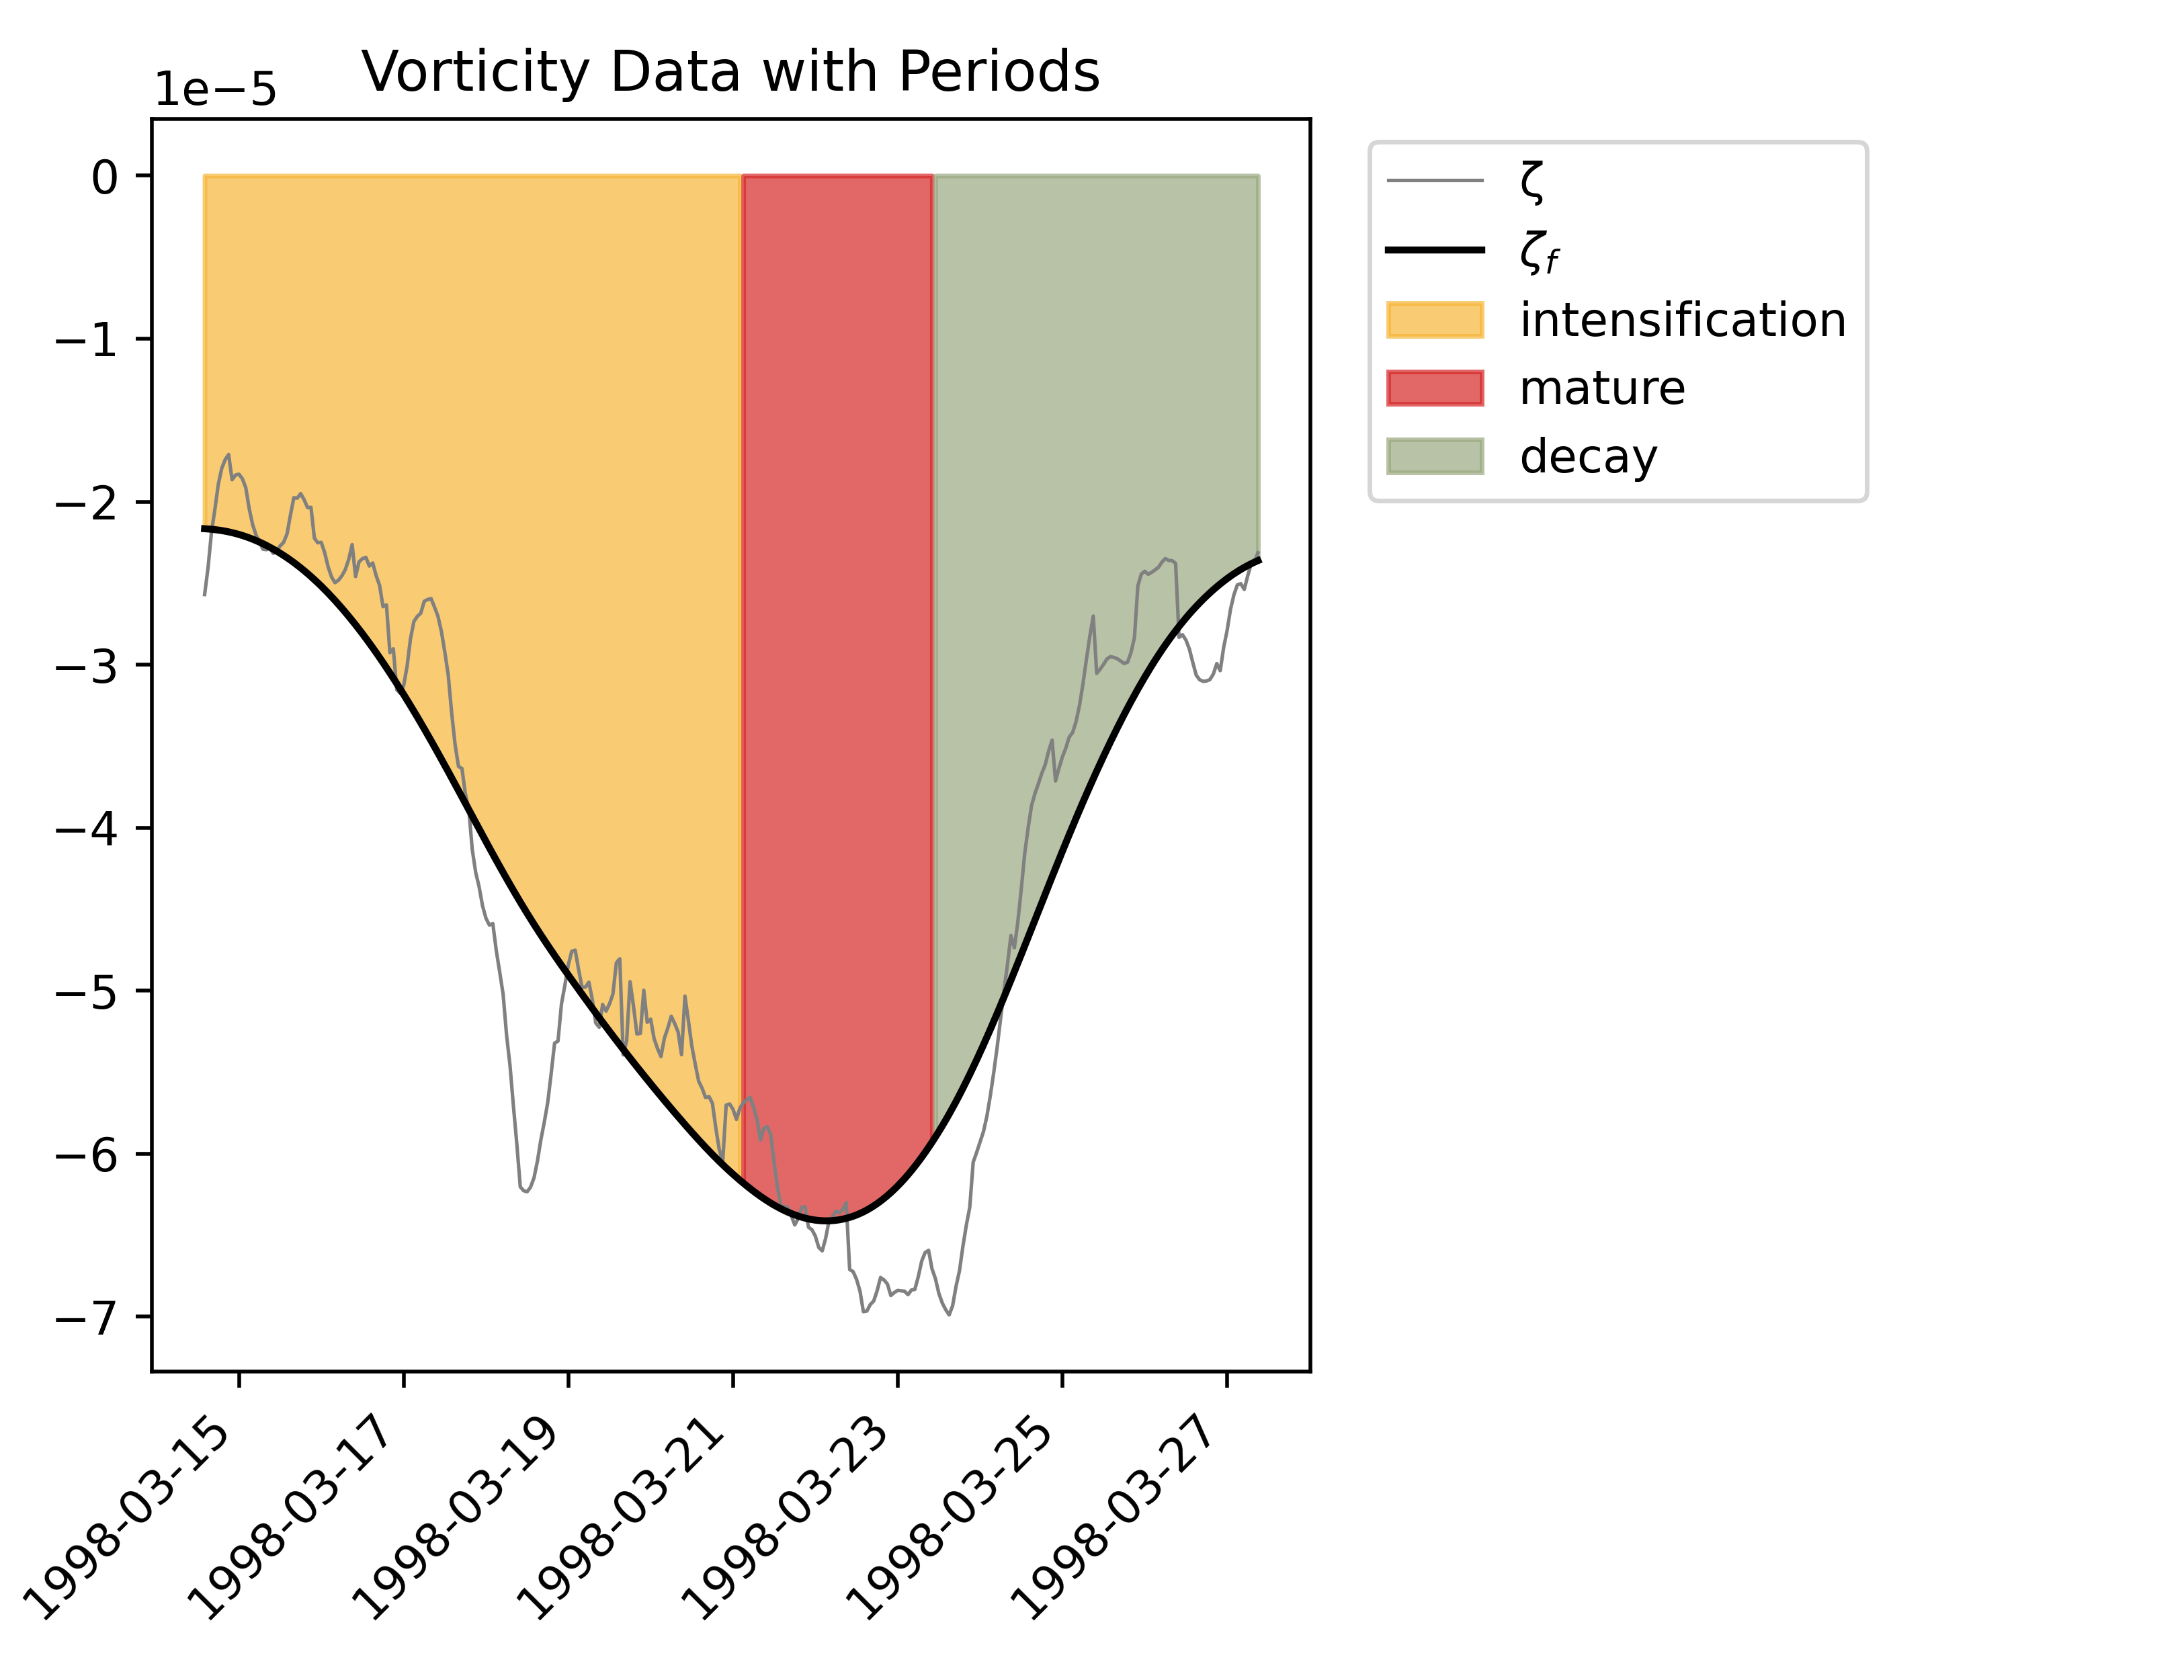 Vorticity Data with Periods
1e−5
0
−1
−2
−3
−4
−5
−6
−7
1998-03-15
1998-03-17
1998-03-19
1998-03-21
1998-03-23
1998-03-25
1998-03-27
ζ
ζf
intensification
mature
decay